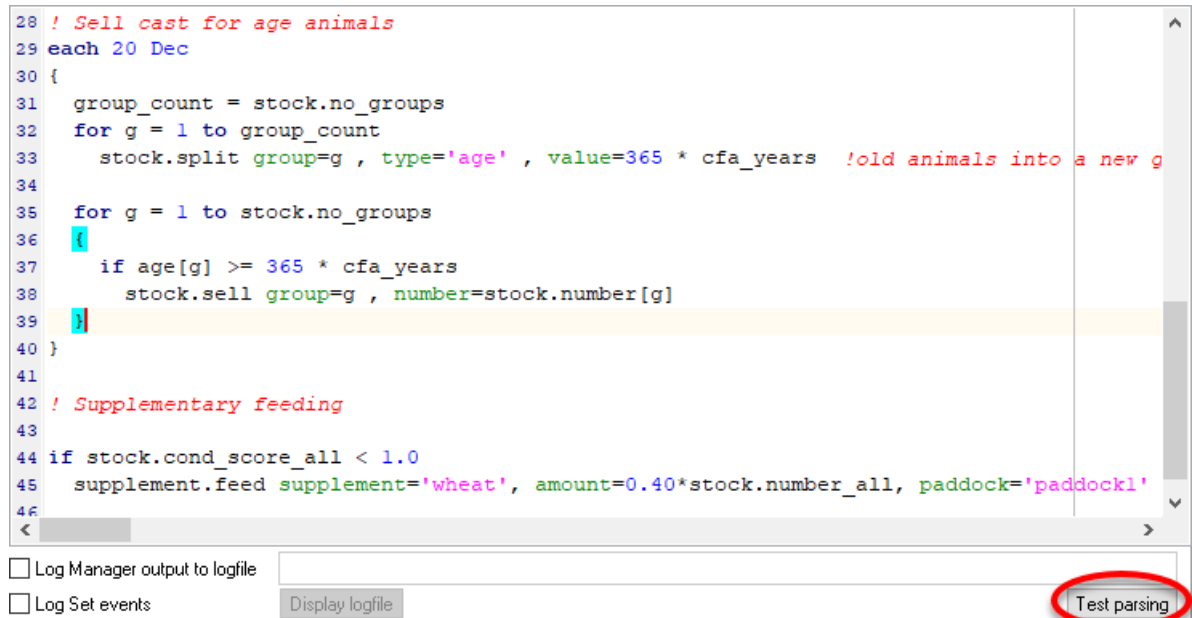 28 ! Sell cast for age animals
29 each 20 Dec
30 {
31 group_count = stock.no_groups
32 for g = 1 to group_count
33 stock.split group=g , type='age' , value=365 * cfa_years !old animals into a new g
34
35 for g = 1 to stock.no_groups
36 {
37 if age[g] >= 365 * cfa_years
38 stock.sell group=g , number=stock.number[g]
39 }
40 }
41
42 ! Supplementary feeding
43
44 if stock.cond_score_all < 1.0
45 supplement.feed supplement='wheat', amount=0.40*stock.number_all, paddock='paddock1'
46
Log Manager output to logfile
Log Set events Display logfile Test parsing